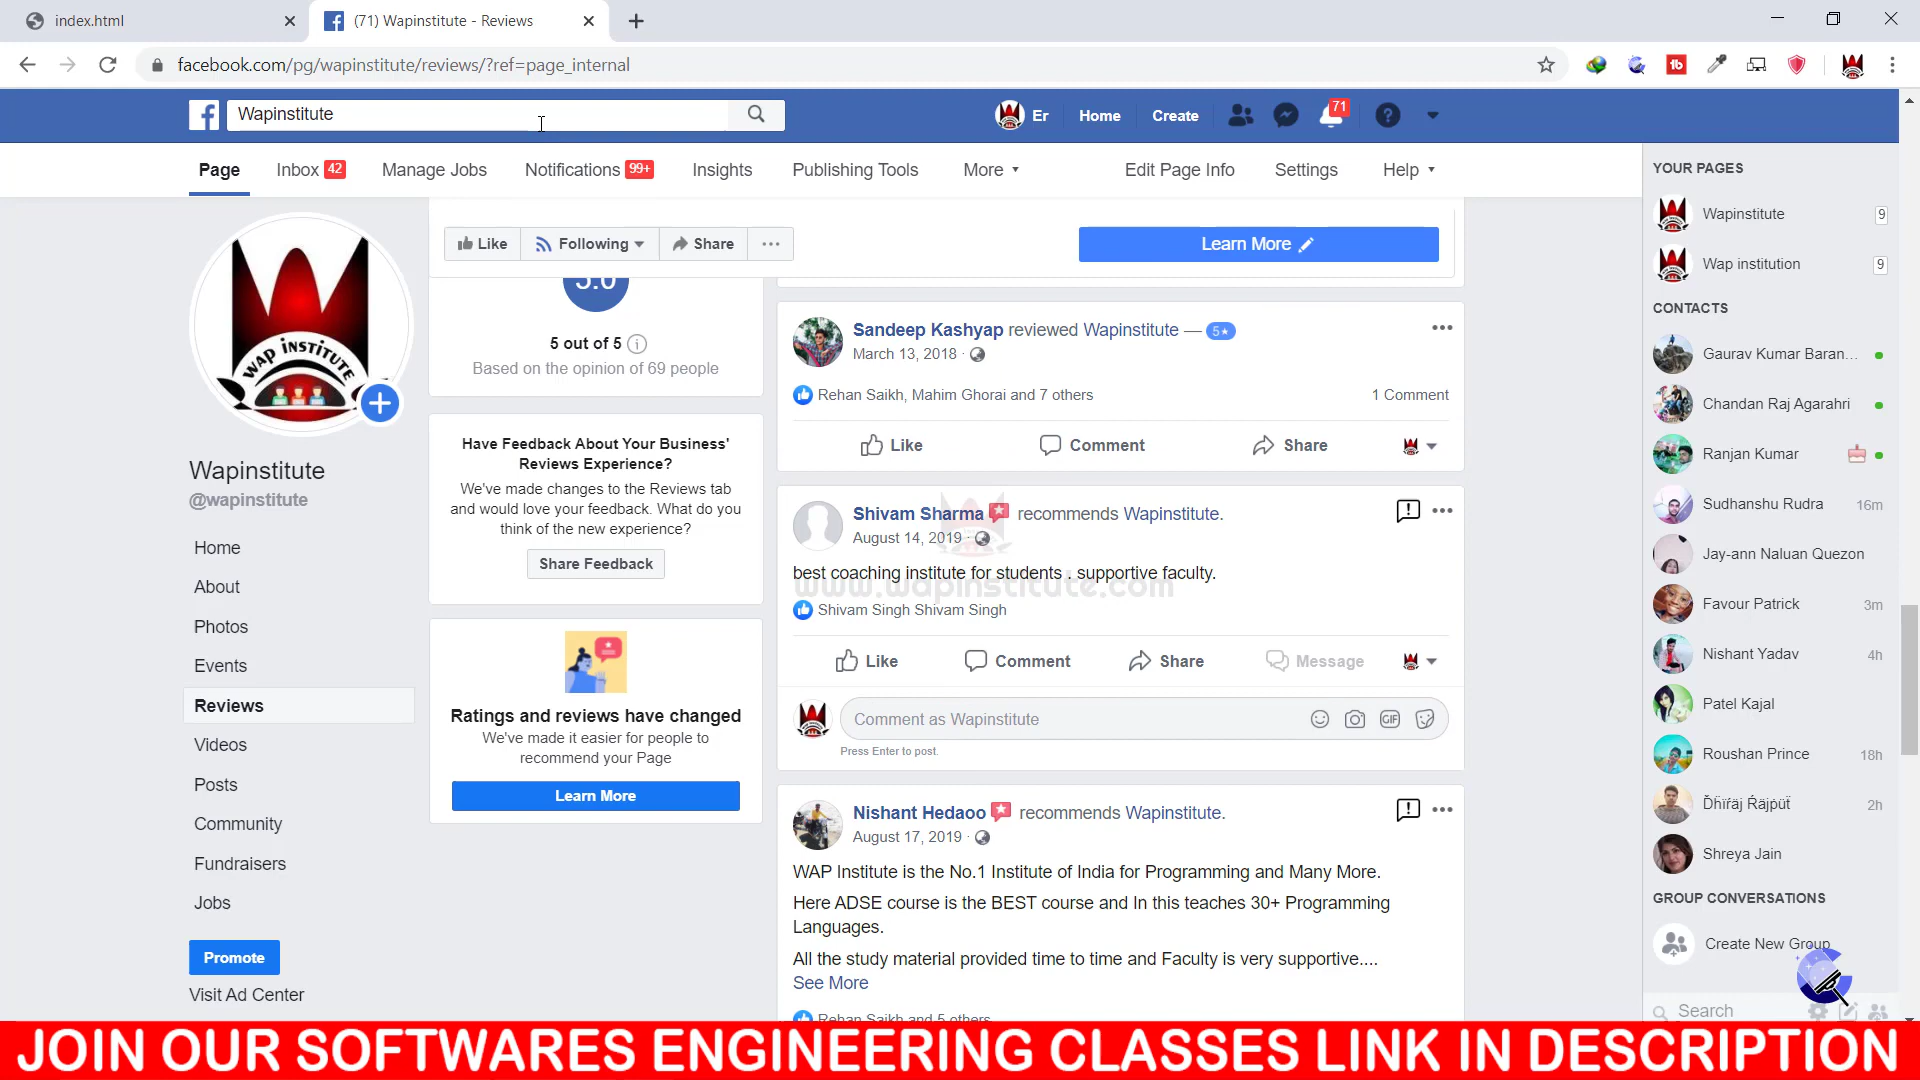 index.html
(71) Wapinstitute - Reviews
facebook.com/pg/wapinstitute/reviews/?ref=page_internal
Wapinstitute
Er
Home
Create
71
Page
Inbox 42
Manage Jobs
Notifications 99+
Insights
Publishing Tools
More
Edit Page Info
Settings
Help
WAP INSTITUTE
Wapinstitute
@wapinstitute
Home
About
Photos
Events
Reviews
Videos
Posts
Community
Fundraisers
Jobs
Promote
Visit Ad Center
Like
Following
Share
Learn More
5.0
5 out of 5
Based on the opinion of 69 people
Have Feedback About Your Business'
Reviews Experience?
We've made changes to the Reviews tab
and would love your feedback. What do you
think of the new experience?
Share Feedback
Ratings and reviews have changed
We've made it easier for people to
recommend your Page
Learn More
Sandeep Kashyap reviewed Wapinstitute — 5★
March 13, 2018 ·
Rehan Saikh, Mahim Ghorai and 7 others
1 Comment
Like
Comment
Share
Shivam Sharma recommends Wapinstitute.
August 14, 2019 ·
best coaching institute for students . supportive faculty.
www.wapinstitute.com
Shivam Singh Shivam Singh
Like
Comment
Share
Message
Comment as Wapinstitute
GIF
Press Enter to post.
Nishant Hedaoo recommends Wapinstitute.
August 17, 2019 ·
WAP Institute is the No.1 Institute of India for Programming and Many More.
Here ADSE course is the BEST course and In this teaches 30+ Programming
Languages.
All the study material provided time to time and Faculty is very supportive....
See More
Rehan Saikh and 5 others
YOUR PAGES
Wapinstitute 9
Wap institution 9
CONTACTS
Gaurav Kumar Baran...
Chandan Raj Agarahri
Ranjan Kumar
Sudhanshu Rudra 16m
Jay-ann Naluan Quezon
Favour Patrick 3m
Nishant Yadav 4h
Patel Kajal
Roushan Prince 18h
2h
Shreya Jain
GROUP CONVERSATIONS
Create New Group
Search
JOIN OUR SOFTWARES ENGINEERING CLASSES LINK IN DESCRIPTION